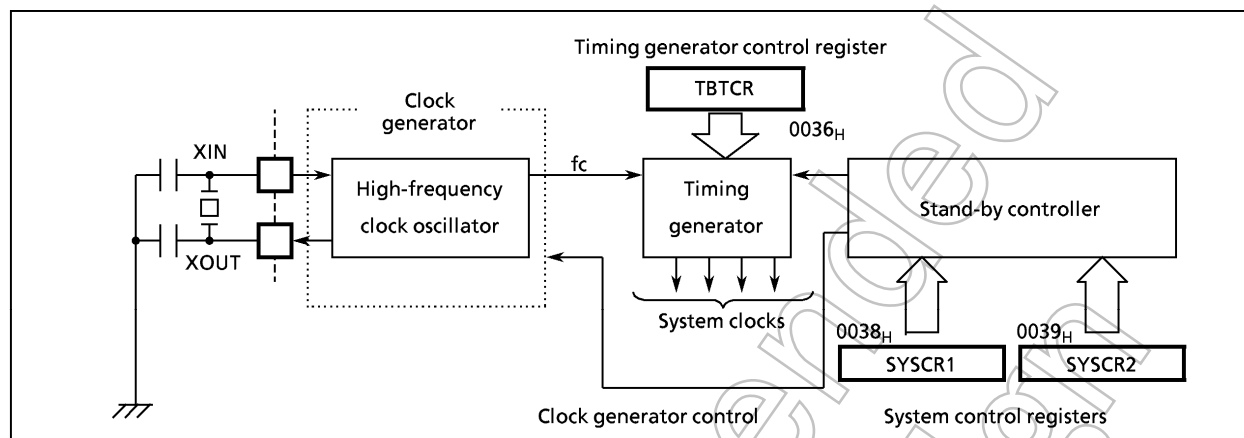 Timing generator control register
TBTCR
0036H
Clock
generator
XIN
fc
High-frequency
clock oscillator
Timing
generator
Stand-by controller
XOUT
System clocks
0038H
0039H
SYSCR1
SYSCR2
Clock generator control
System control registers